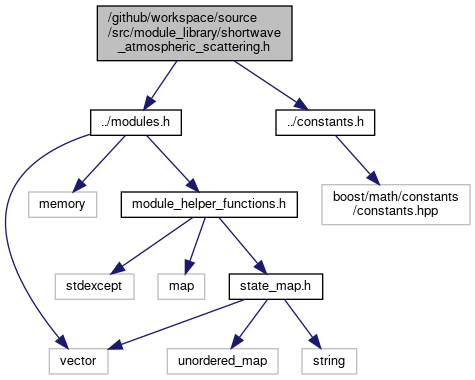 /github/workspace/source
/src/module_library/shortwave
_atmospheric_scattering.h
../modules.h
../constants.h
memory
module_helper_functions.h
boost/math/constants
/constants.hpp
stdexcept
map
state_map.h
vector
unordered_map
string